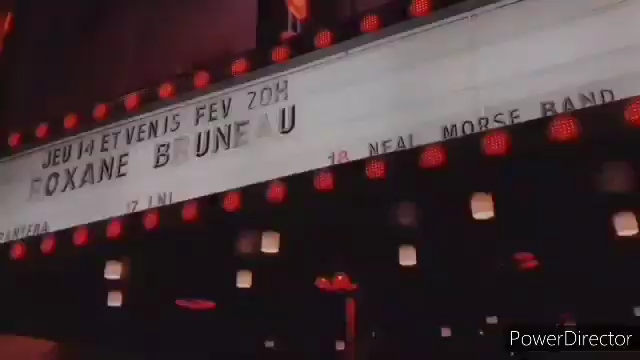 JEU 14 ET VEN 15 FEV 20H
ROXANE BRUNEAU
18 NEAL MORSE BAND
PowerDirector